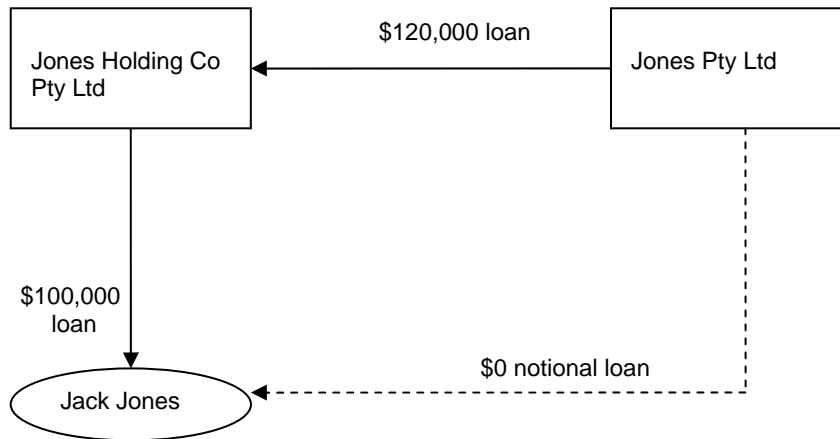 $120,000 loan
Jones Holding Co
Pty Ltd
Jones Pty Ltd
$100,000
loan
$0 notional loan
Jack Jones